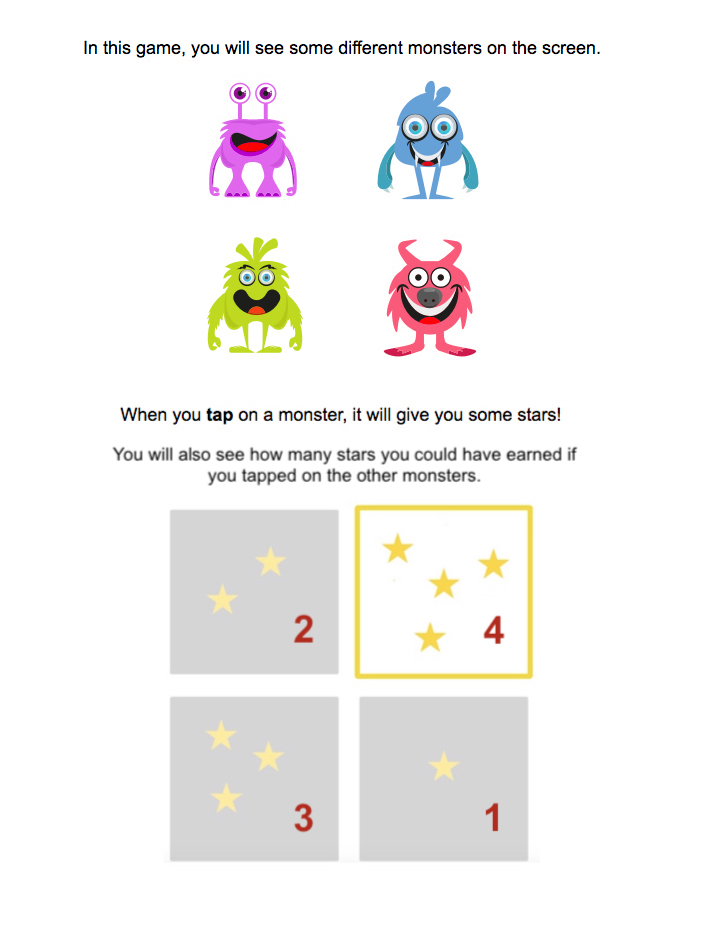 In this game, you will see some different monsters on the screen.
When you tap on a monster, it will give you some stars!
You will also see how many stars you could have earned if
you tapped on the other monsters.
2
4
3
1